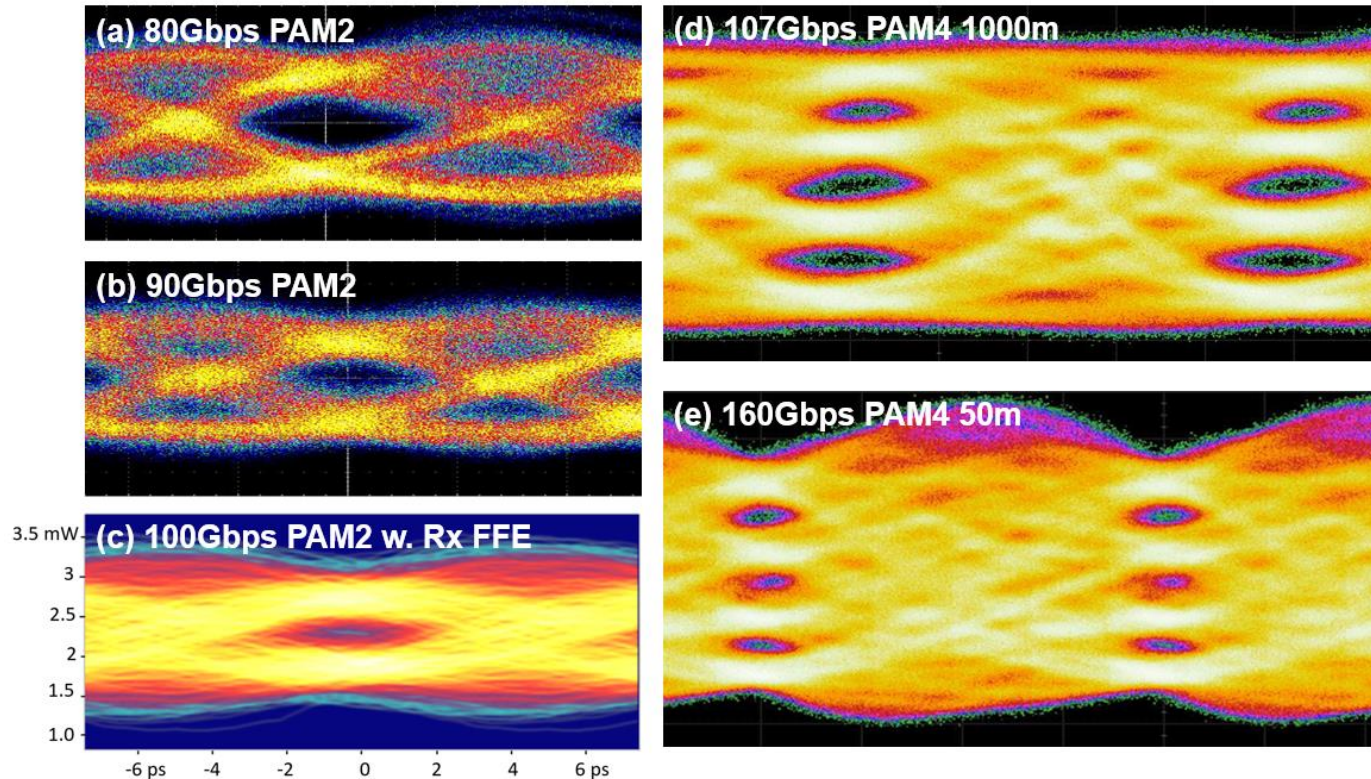 (a) 80Gbps PAM2
(b) 90Gbps PAM2
(c) 100Gbps PAM2 w. Rx FFE
3.5 mW
3
2.5
2
1.5
1.0
-6 ps -4 -2 0 2 4 6 ps
(d) 107Gbps PAM4 1000m
(e) 160Gbps PAM4 50m